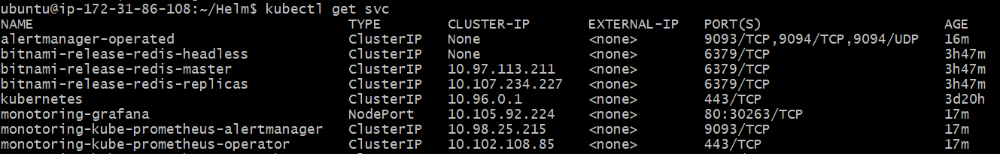 ubuntu@ip-172-31-86-108:~/Helm$ kubectl get svc
NAME TYPE CLUSTER-IP EXTERNAL-IP PORT(S) AGE
alertmanager-operated ClusterIP None <none> 9093/TCP,9094/TCP,9094/UDP 16m
bitnami-release-redis-headless ClusterIP None <none> 6379/TCP 3h47m
bitnami-release-redis-master ClusterIP 10.97.113.211 <none> 6379/TCP 3h47m
bitnami-release-redis-replicas ClusterIP 10.107.234.227 <none> 6379/TCP 3h47m
kubernetes ClusterIP 10.96.0.1 <none> 443/TCP 3d20h
monotoring-grafana NodePort 10.105.92.224 <none> 80:30263/TCP 17m
monotoring-kube-prometheus-alertmanager ClusterIP 10.98.25.215 <none> 9093/TCP 17m
monotoring-kube-prometheus-operator ClusterIP 10.102.108.85 <none> 443/TCP 17m